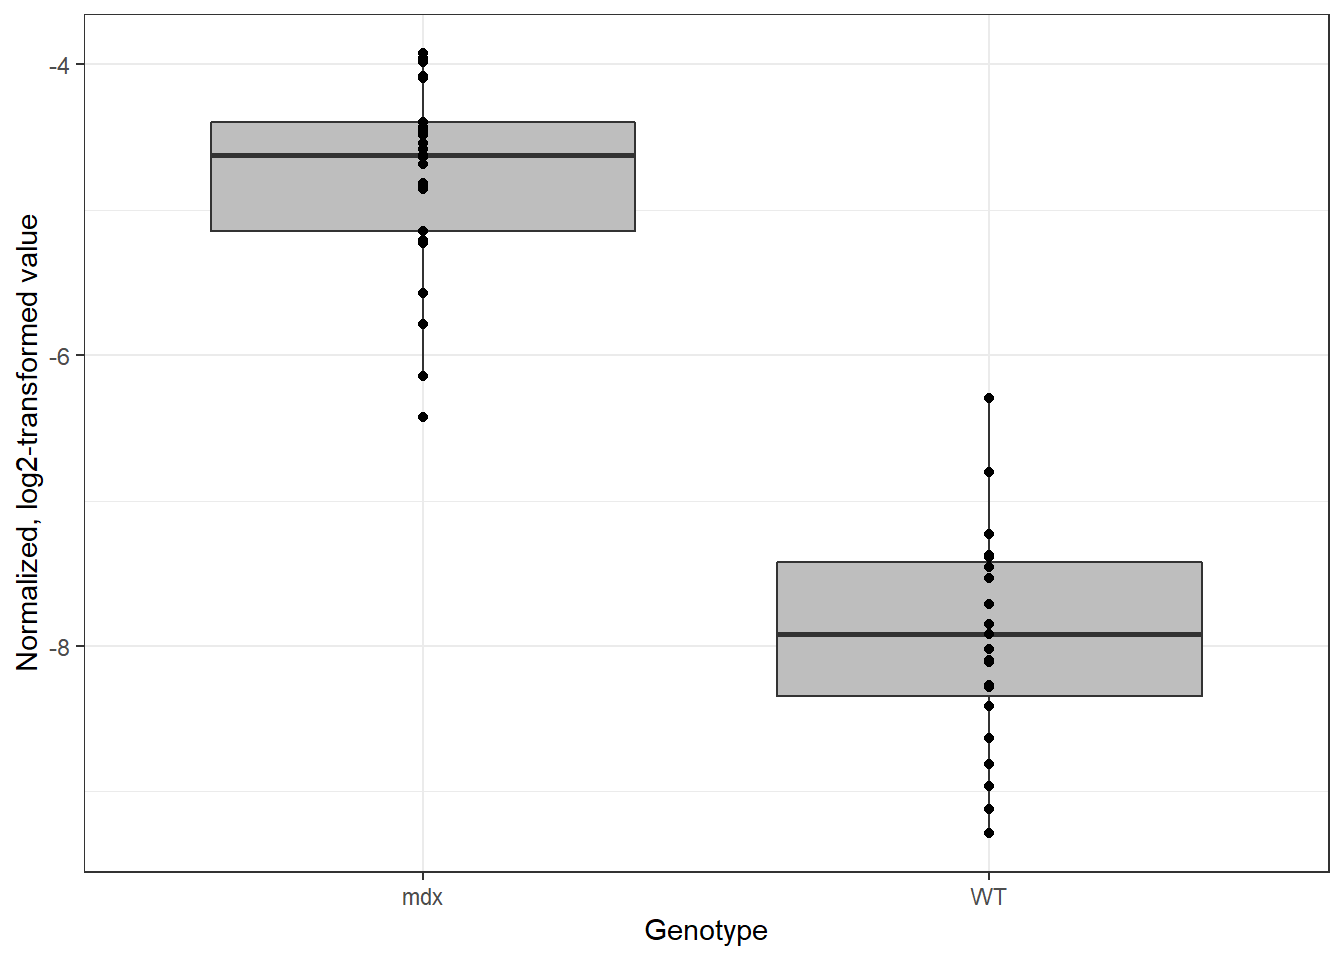 Normalized, log2-transformed value
-4
-6
-8
mdx
WT
Genotype